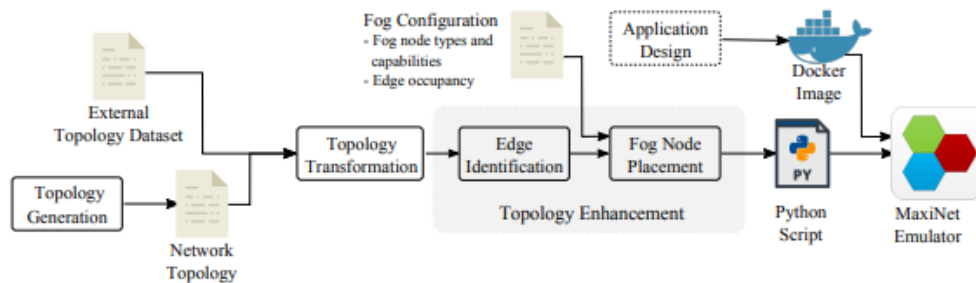 Fog Configuration
- Fog node types and
capabilities
- Edge occupancy
Application
Design
Docker
Image
External
Topology Dataset
Topology
Transformation
Edge
Identification
Fog Node
Placement
Topology Enhancement
Topology
Generation
Network
Topology
PY
Python
Script
MaxiNet
Emulator